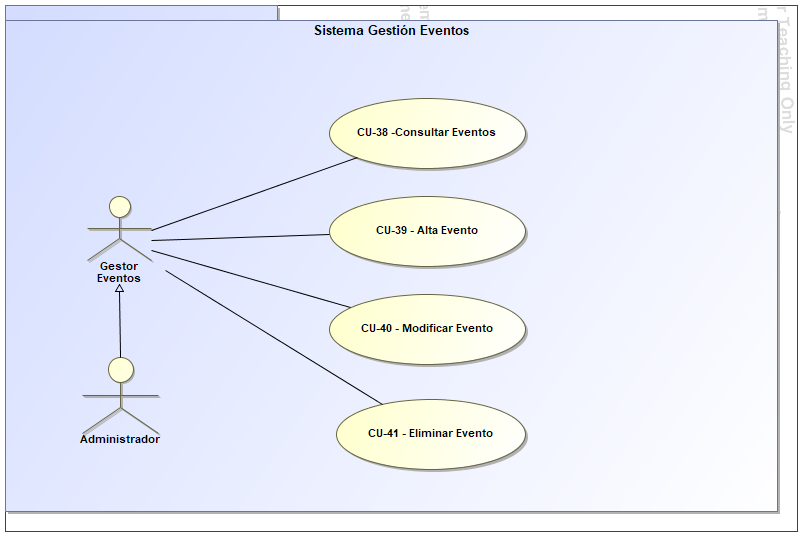 Sistema Gestión Eventos
CU-38 -Consultar Eventos
CU-39 - Alta Evento
Gestor
Eventos
CU-40 - Modificar Evento
CU-41 - Eliminar Evento
Administrador
Teaching Only